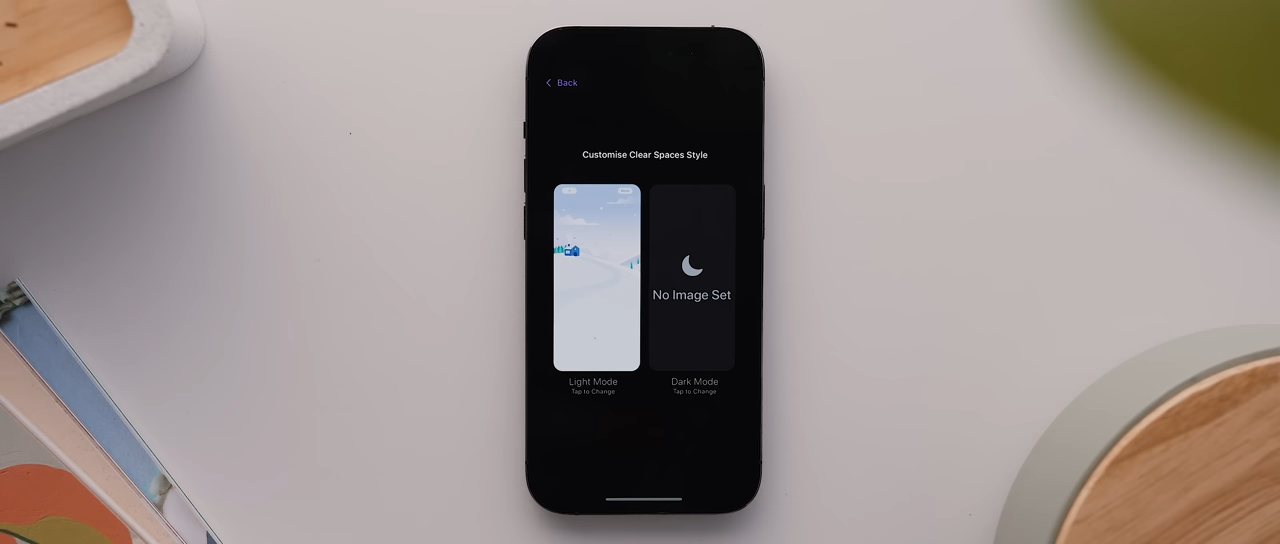 Back
Customise Clear Spaces Style
No Image Set
Light Mode
Tap to Change
Dark Mode
Tap to Change